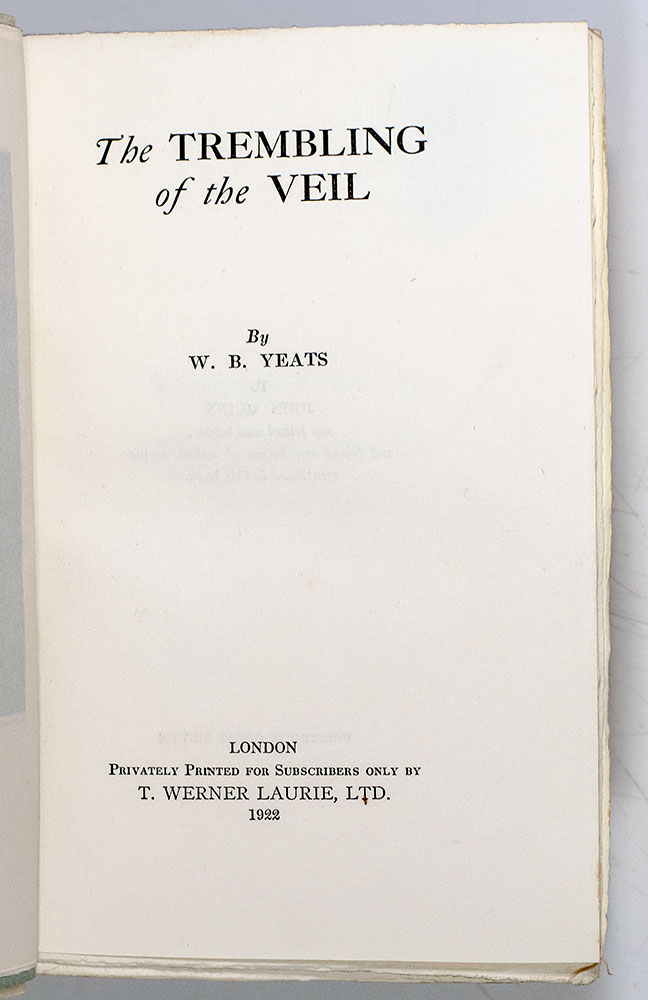 The TREMBLING
of the VEIL
By
W. B. YEATS
LONDON
Privately Printed for Subscribers only by
T. WERNER LAURIE, LTD.
1922